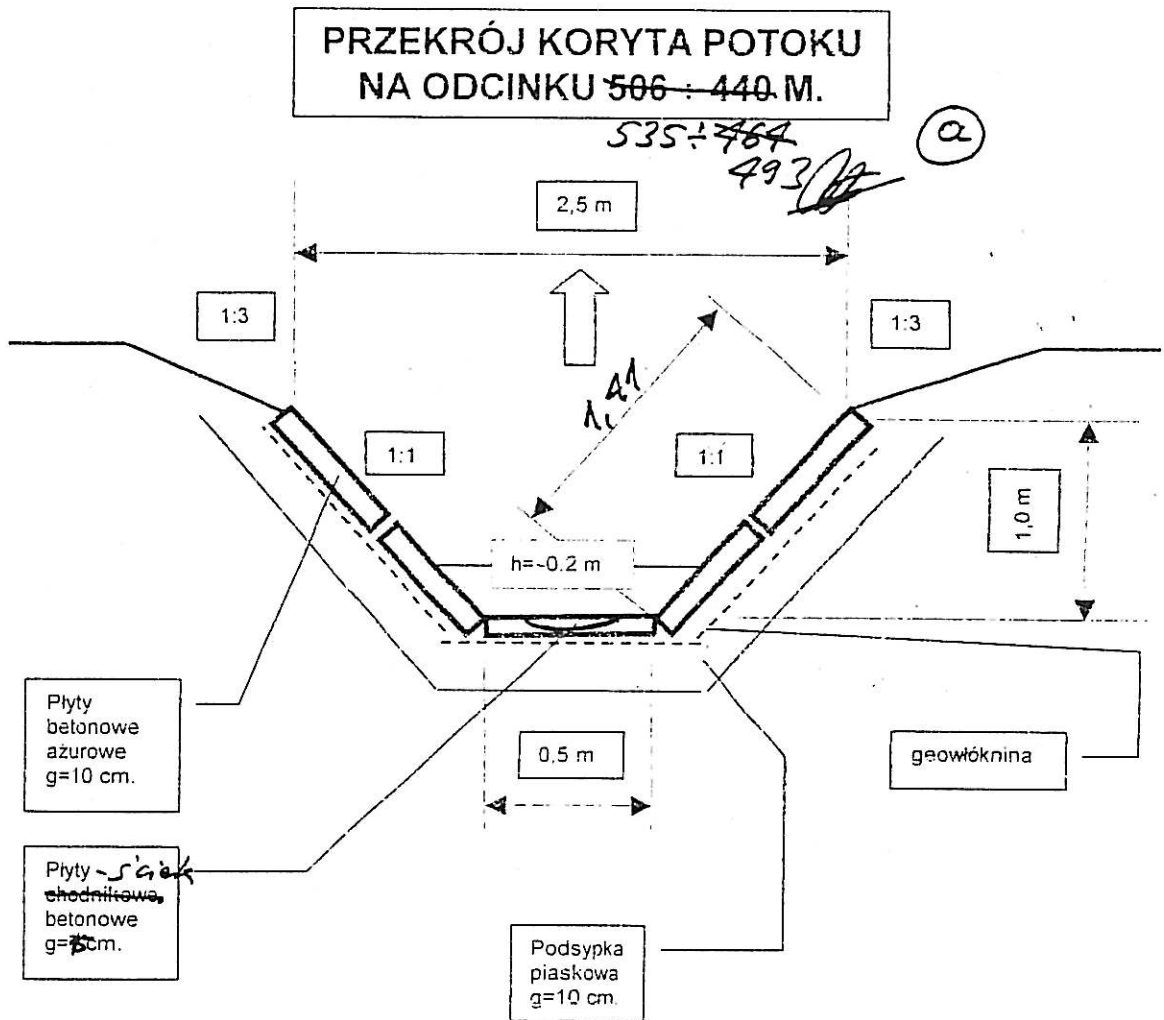 PRZEKRÓJ KORYTA POTOKU
NA ODCINKU 506 ÷ 440 M.
535÷464
493
a
2,5 m
1:3
1:3
1,41
1:1
1:1
1,0 m
h=~0.2 m
Płyty
betonowe
ażurowe
g=10 cm.
0,5 m
geowłóknina
Płyty - ściek
chodnikowe,
betonowe
cm.
Podsypka
piaskowa
g=10 cm.